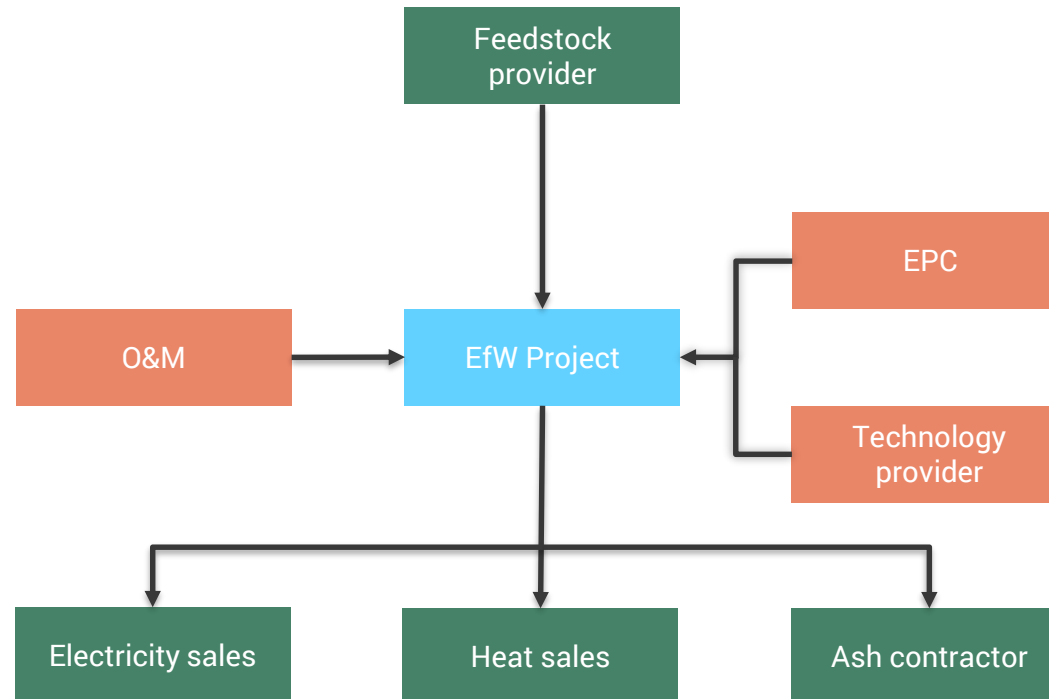 Feedstock
provider
EPC
O&M
EfW Project
Technology
provider
Electricity sales
Heat sales
Ash contractor